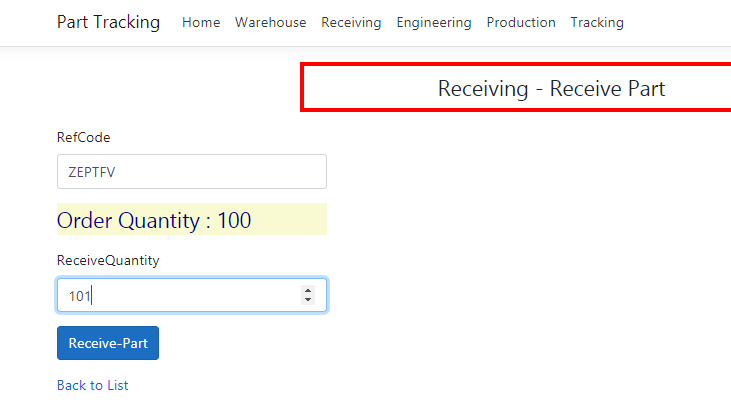 Part Tracking Home Warehouse Receiving Engineering Production Tracking
Receiving - Receive Part
RefCode
ZEPTFV
Order Quantity : 100
ReceiveQuantity
101
Receive-Part
Back to List